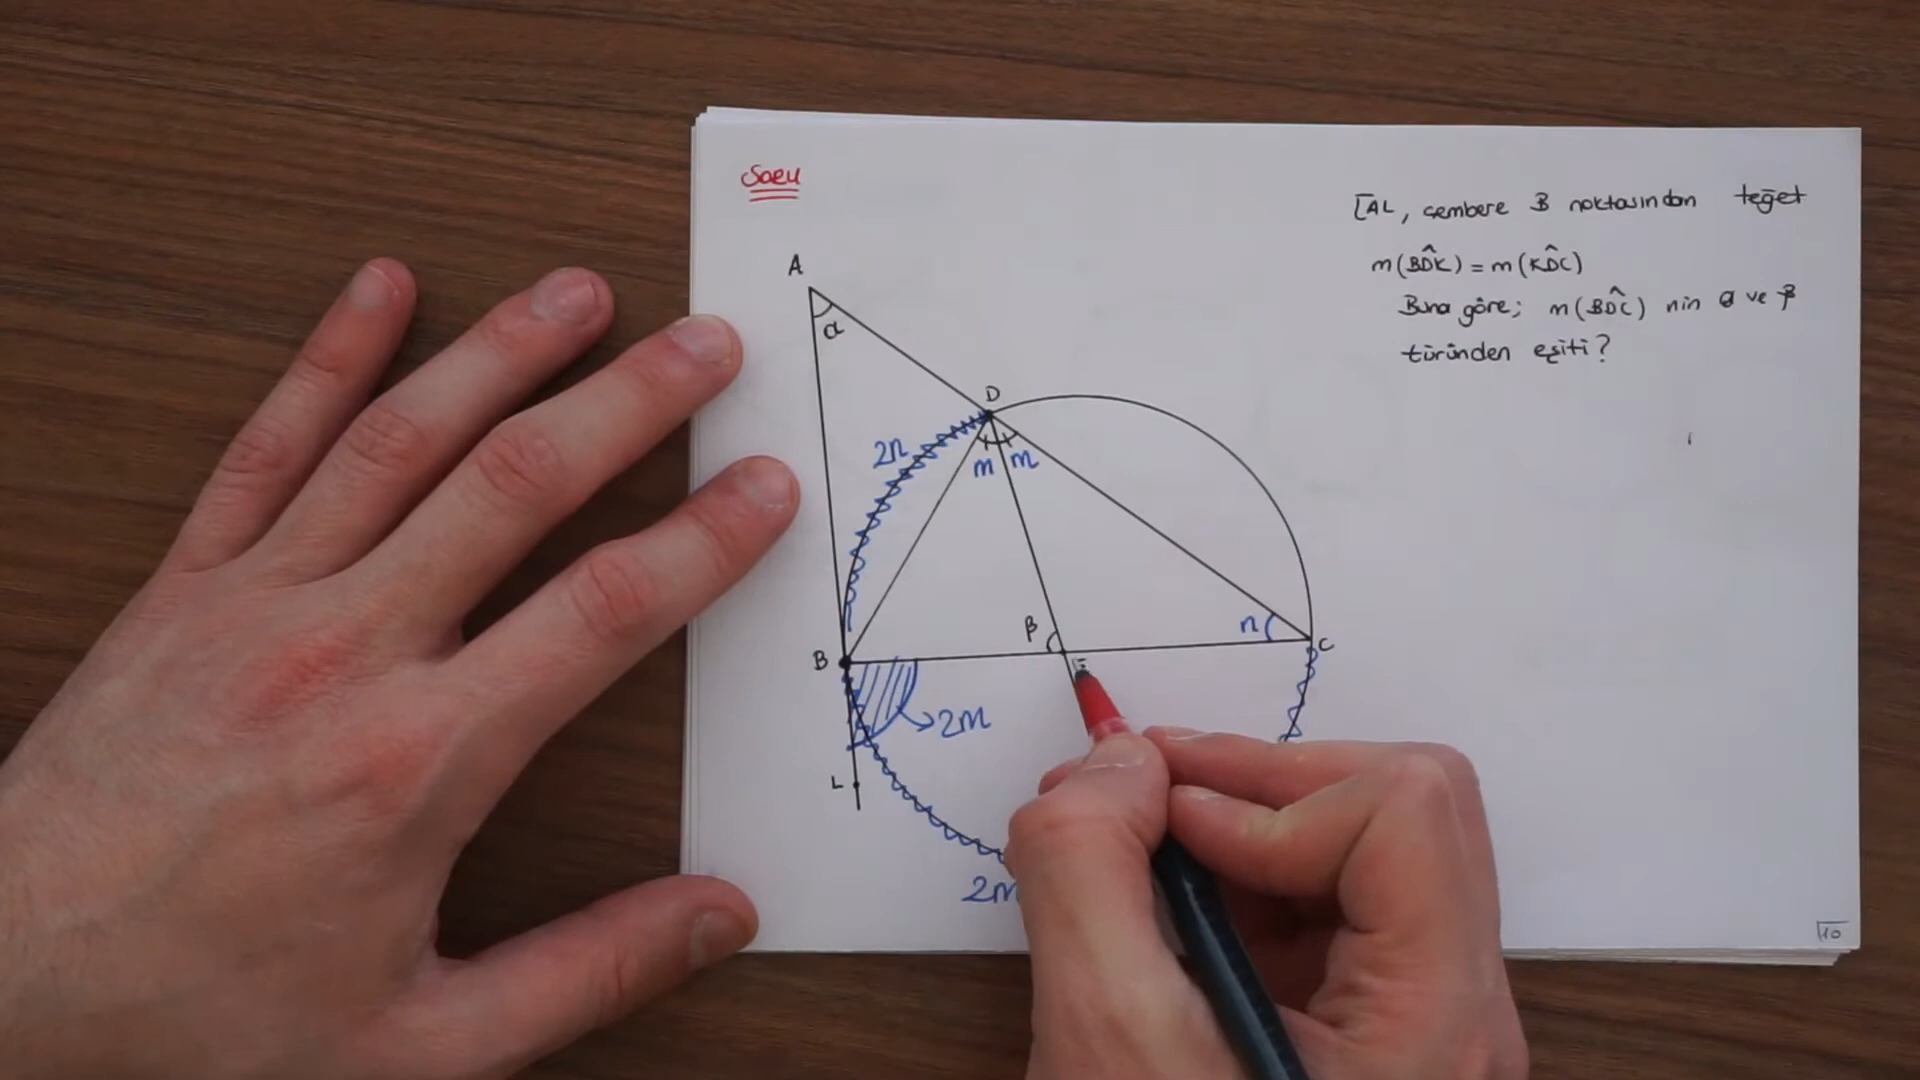 Soru
[AL, çembere B noktasından teğet
m(BD̂K) = m(KD̂C)
Buna göre; m(BD̂C) nin α ve β
türünden eşiti?
A
α
D
2n
m m
β
n
B
C
2m
L
2m
10